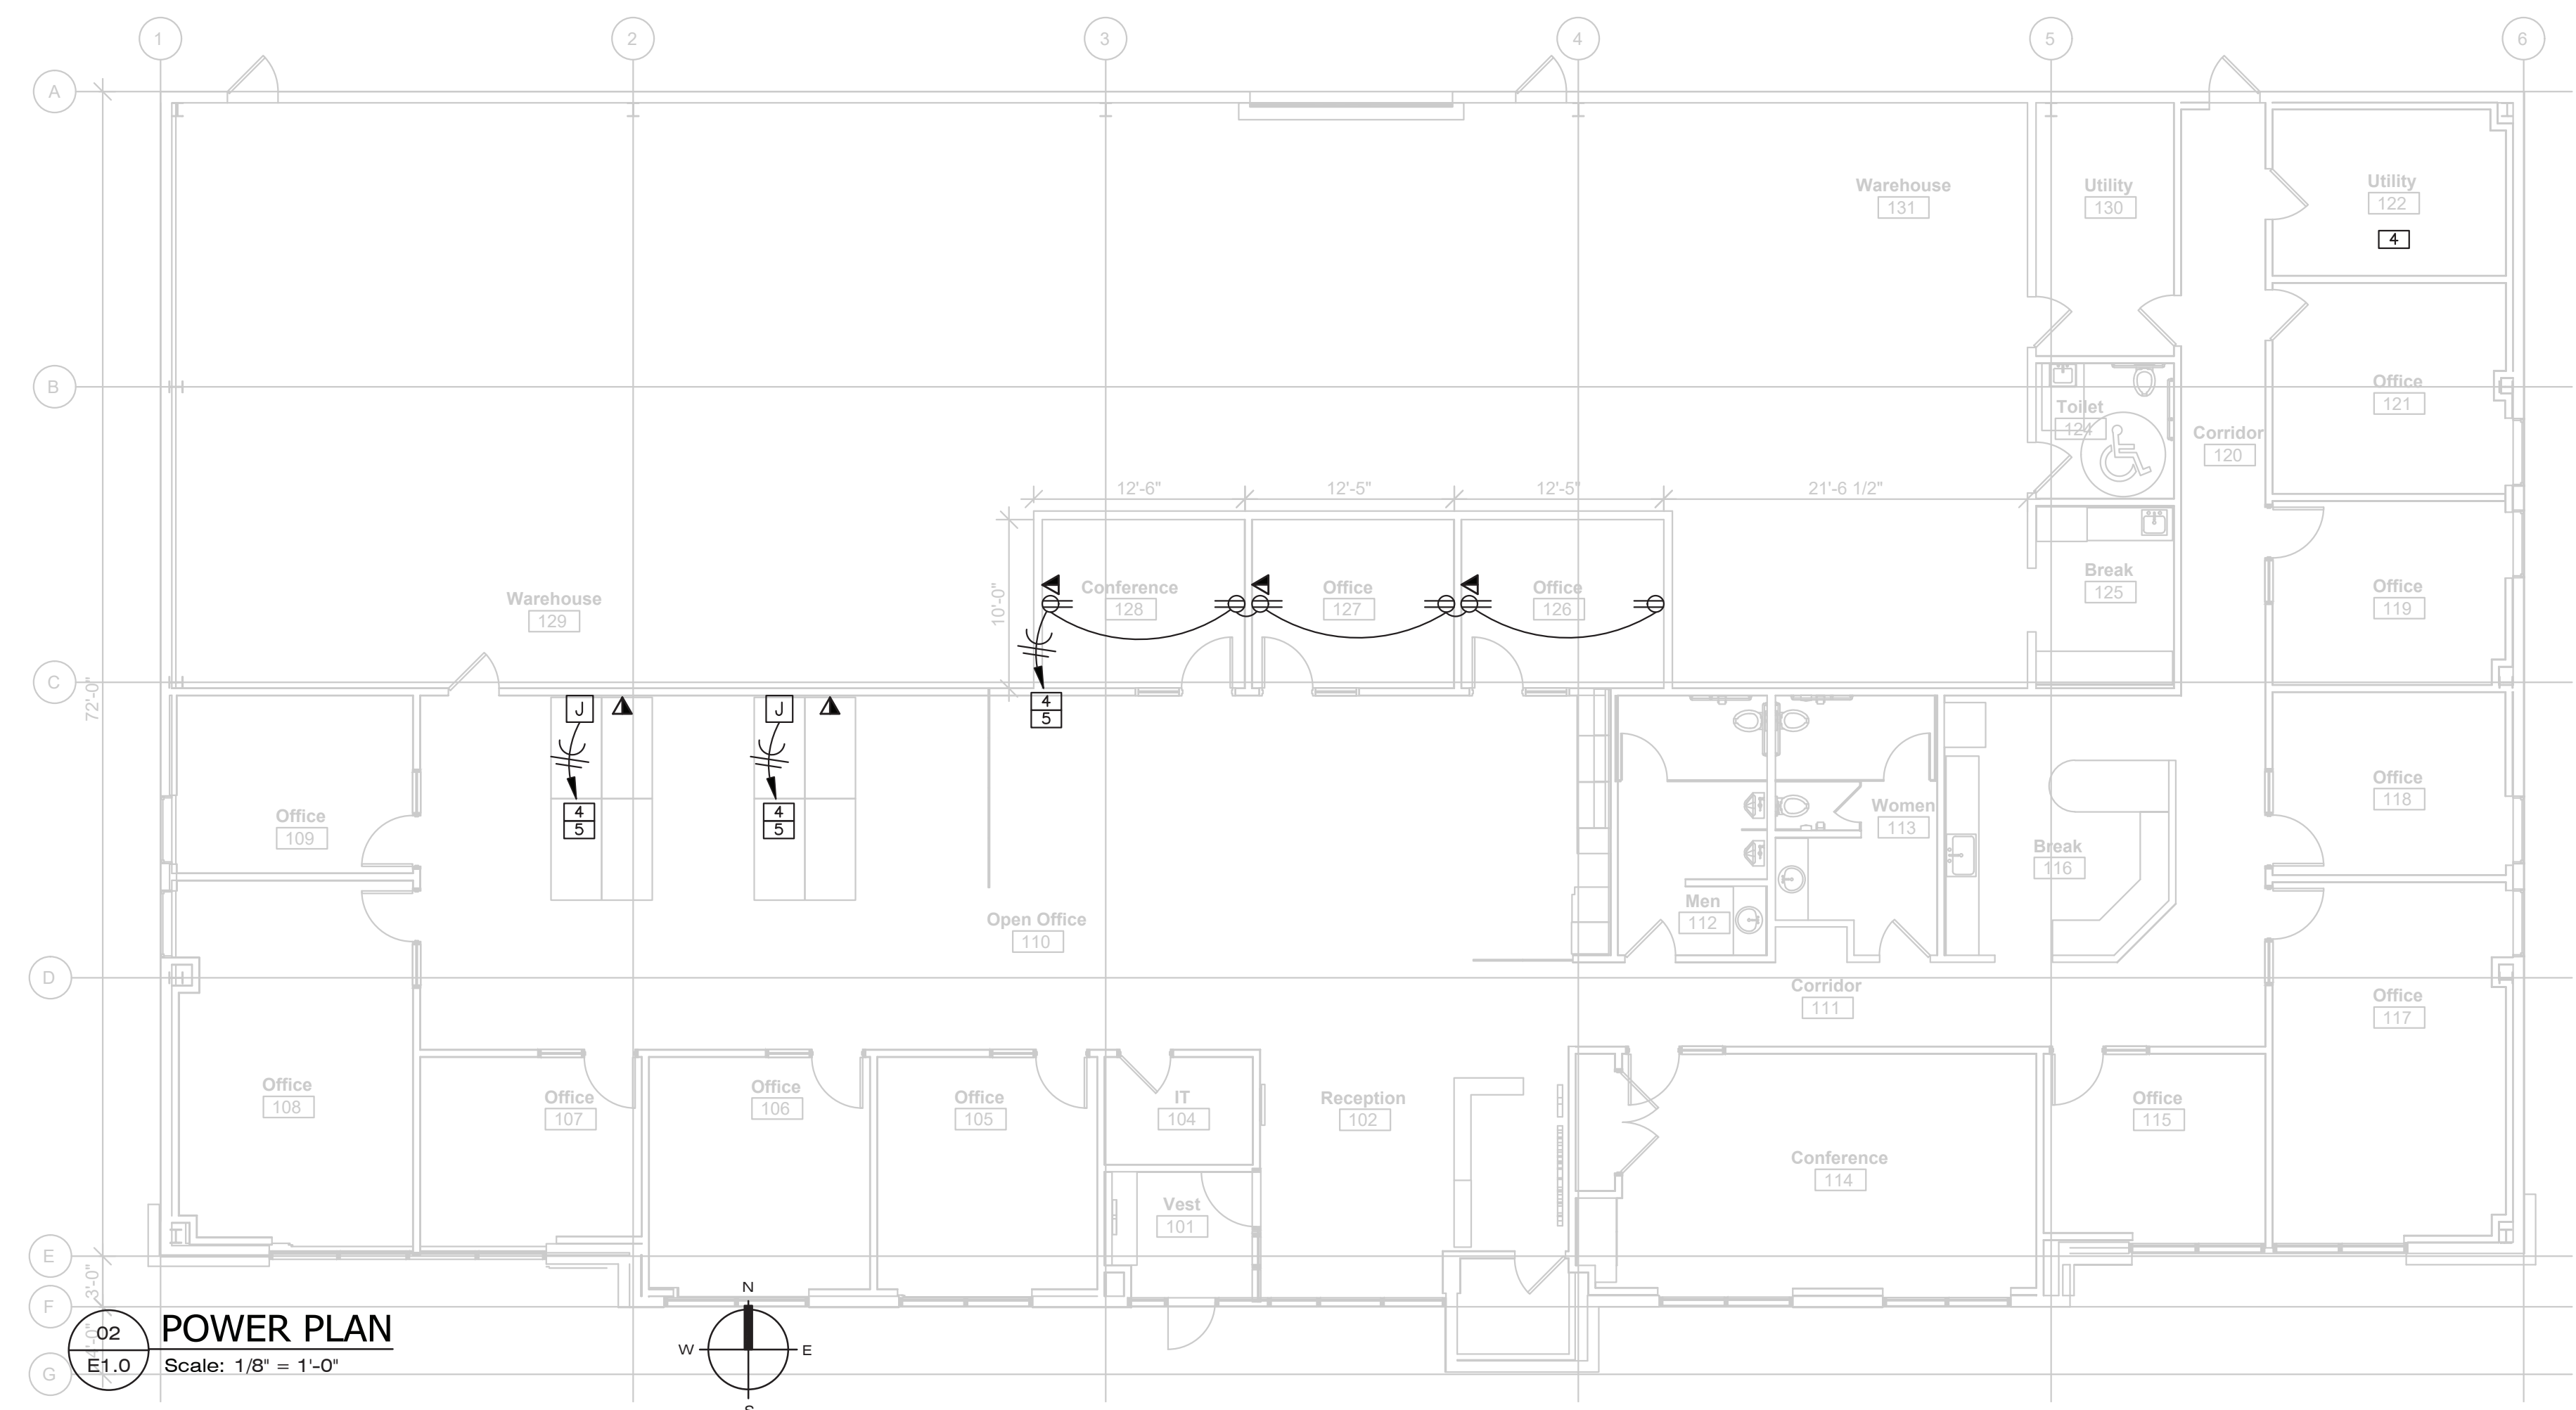 1 2 3 4 5 6
A
Warehouse
131
Utility
130
Utility
122
4
B
Office
121
Toilet
124
Corridor
120
12'-6" 12'-5" 12'-5" 21'-6 1/2"
10'-0"
Conference
128
Office
127
Office
126
Break
125
Office
119
Warehouse
129
C
72'-0"
4
5
J
J
4
5
4
5
Office
109
Office
118
Women
113
Break
116
Men
112
Open Office
110
D
Corridor
111
Office
117
Office
108
Office
107
Office
106
Office
105
IT
104
Reception
102
Office
115
Conference
114
Vest
101
E
3'-0"
F
4'-0"
G
02
E1.0
POWER PLAN
Scale: 1/8" = 1'-0"
N
W E
S